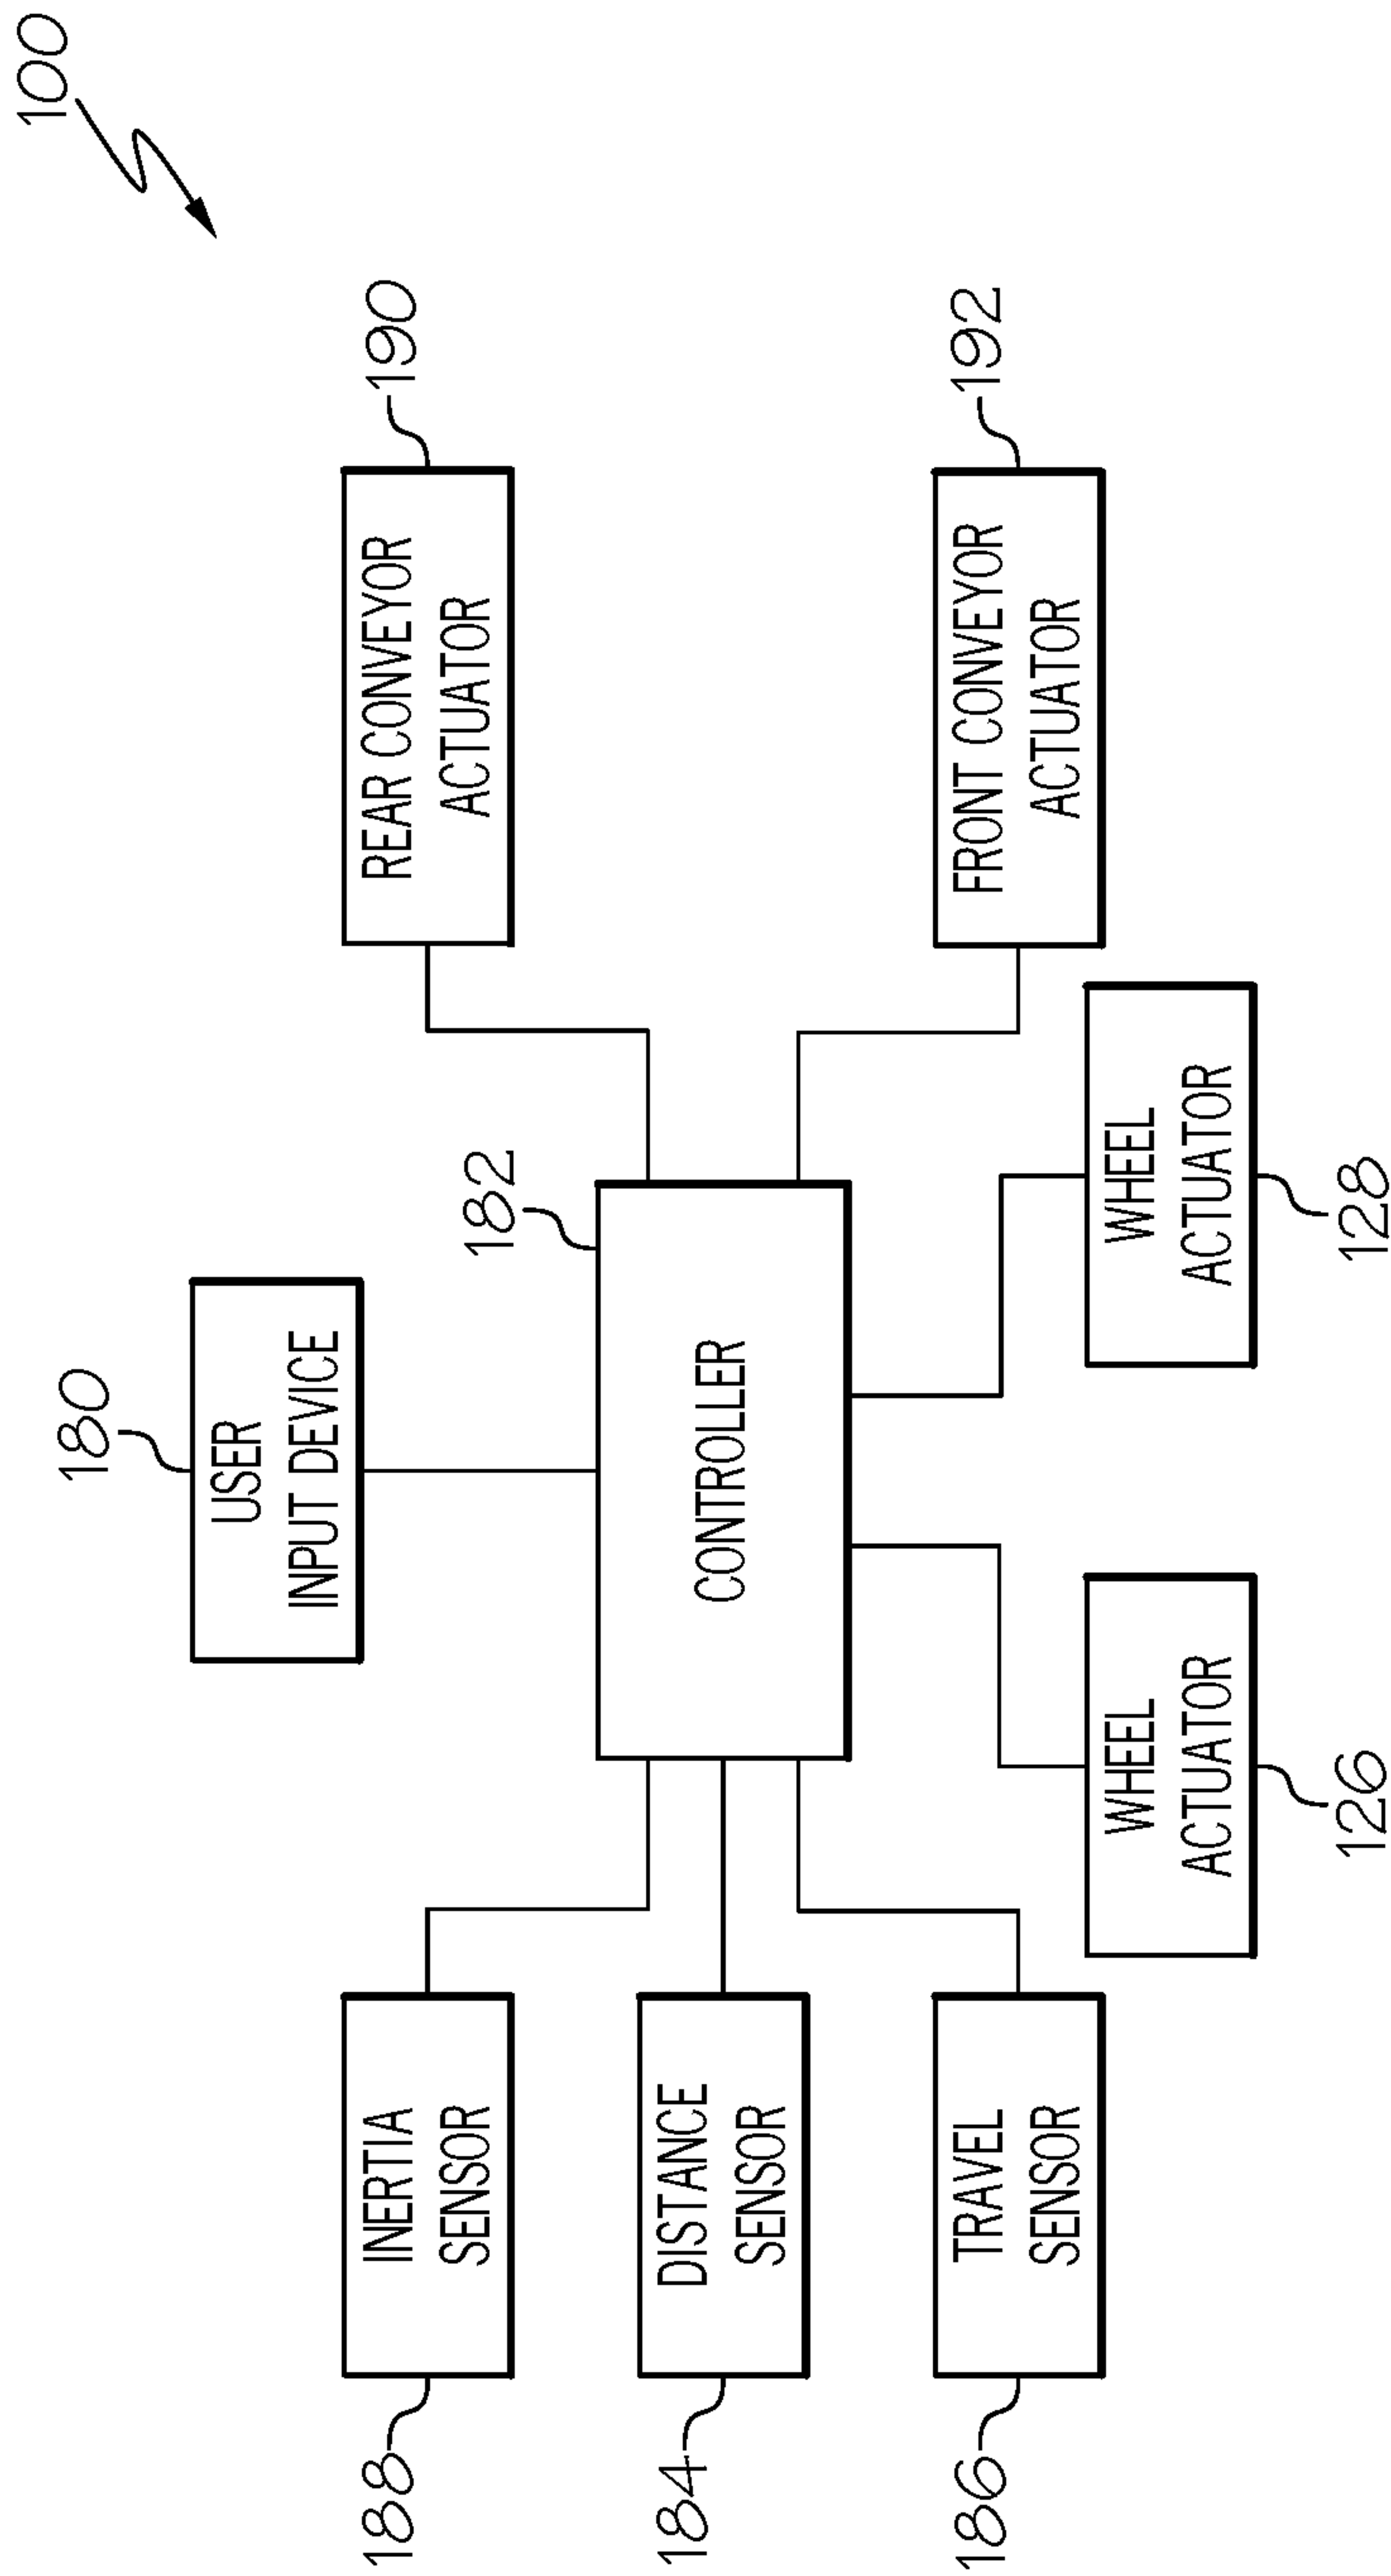 100
180
USER
INPUT DEVICE
188
INERTIA
SENSOR
182
190
REAR CONVEYOR
ACTUATOR
184
DISTANCE
SENSOR
CONTROLLER
186
TRAVEL
SENSOR
192
FRONT CONVEYOR
ACTUATOR
WHEEL
ACTUATOR
126
WHEEL
ACTUATOR
128